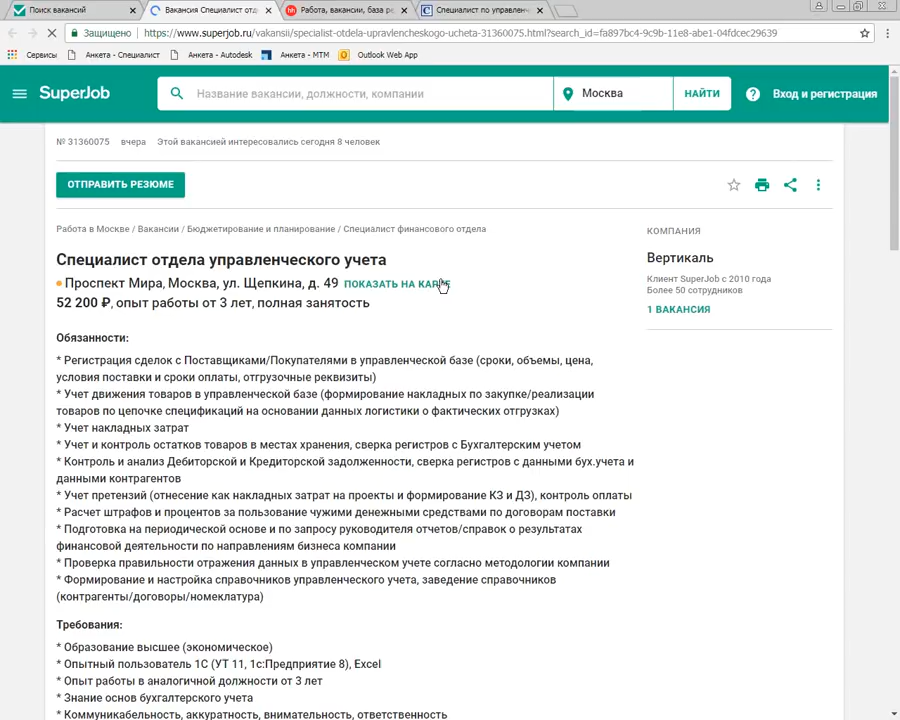 Поиск вакансий
Вакансия Специалист отд
Работа, вакансии, база ре
Специалист по управлен
Защищено
https://www.superjob.ru/vakansii/specialist-otdela-upravlencheskogo-ucheta-31360075.html?search_id=fa897bc4-9c9b-11e8-abe1-04fdcec29639
Сервисы
Анкета - Специалист
Анкета - Autodesk
Анкета - МТМ
Outlook Web App
SuperJob
Название вакансии, должности, компании
Москва
НАЙТИ
Вход и регистрация
№ 31360075 вчера Этой вакансией интересовались сегодня 8 человек
ОТПРАВИТЬ РЕЗЮМЕ
Работа в Москве / Вакансии / Бюджетирование и планирование / Специалист финансового отдела
Специалист отдела управленческого учета
Проспект Мира, Москва, ул. Щепкина, д. 49 ПОКАЗАТЬ НА КАРТЕ
52 200 ₽, опыт работы от 3 лет, полная занятость
КОМПАНИЯ
Вертикаль
Клиент SuperJob с 2010 года
Более 50 сотрудников
1 ВАКАНСИЯ
Обязанности:
* Регистрация сделок с Поставщиками/Покупателями в управленческой базе (сроки, объемы, цена,
условия поставки и сроки оплаты, отгрузочные реквизиты)
* Учет движения товаров в управленческой базе (формирование накладных по закупке/реализации
товаров по цепочке спецификаций на основании данных логистики о фактических отгрузках)
* Учет накладных затрат
* Учет и контроль остатков товаров в местах хранения, сверка регистров с Бухгалтерским учетом
* Контроль и анализ Дебиторской и Кредиторской задолженности, сверка регистров с данными бух.учета и
данными контрагентов
* Учет претензий (отнесение как накладных затрат на проекты и формирование КЗ и ДЗ), контроль оплаты
* Расчет штрафов и процентов за пользование чужими денежными средствами по договорам поставки
* Подготовка на периодической основе и по запросу руководителя отчетов/справок о результатах
финансовой деятельности по направлениям бизнеса компании
* Проверка правильности отражения данных в управленческом учете согласно методологии компании
* Формирование и настройка справочников управленческого учета, заведение справочников
(контрагенты/договоры/номеклатура)
Требования:
* Образование высшее (экономическое)
* Опытный пользователь 1С (УТ 11, 1с:Предприятие 8), Excel
* Опыт работы в аналогичной должности от 3 лет
* Знание основ бухгалтерского учета
* Коммуникабельность, аккуратность, внимательность, ответственность